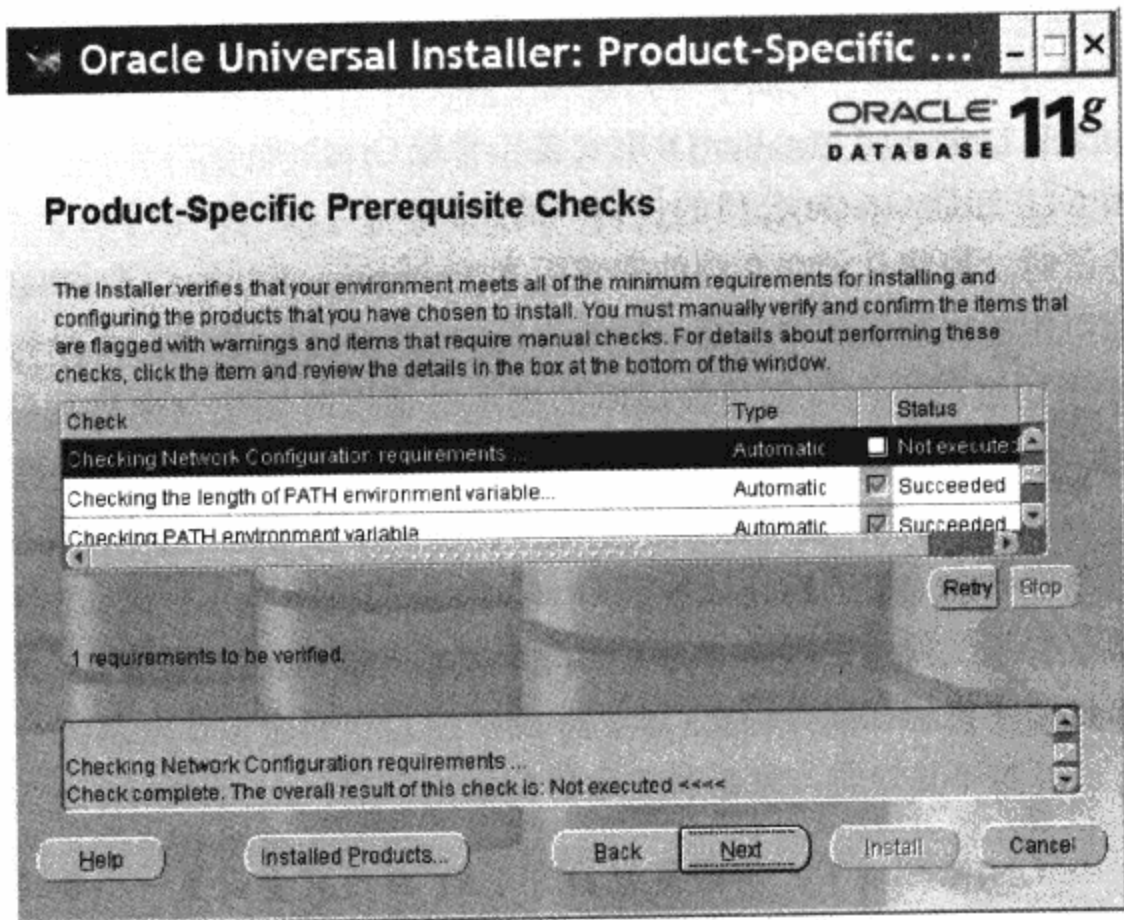 Oracle Universal Installer: Product-Specific ...
ORACLE
DATABASE 11g
Product-Specific Prerequisite Checks
The Installer verifies that your environment meets all of the minimum requirements for installing and
configuring the products that you have chosen to install. You must manually verify and confirm the items that
are flagged with warnings and items that require manual checks. For details about performing these
checks, click the item and review the details in the box at the bottom of the window.
Check Type Status
Checking Network Configuration requirements ... Automatic Not executed
Checking the length of PATH environment variable... Automatic Succeeded
Checking PATH environment variable Automatic Succeeded
Retry Stop
1 requirements to be verified.
Checking Network Configuration requirements ...
Check complete. The overall result of this check is: Not executed <<<<
Help Installed Products... Back Next Install Cancel